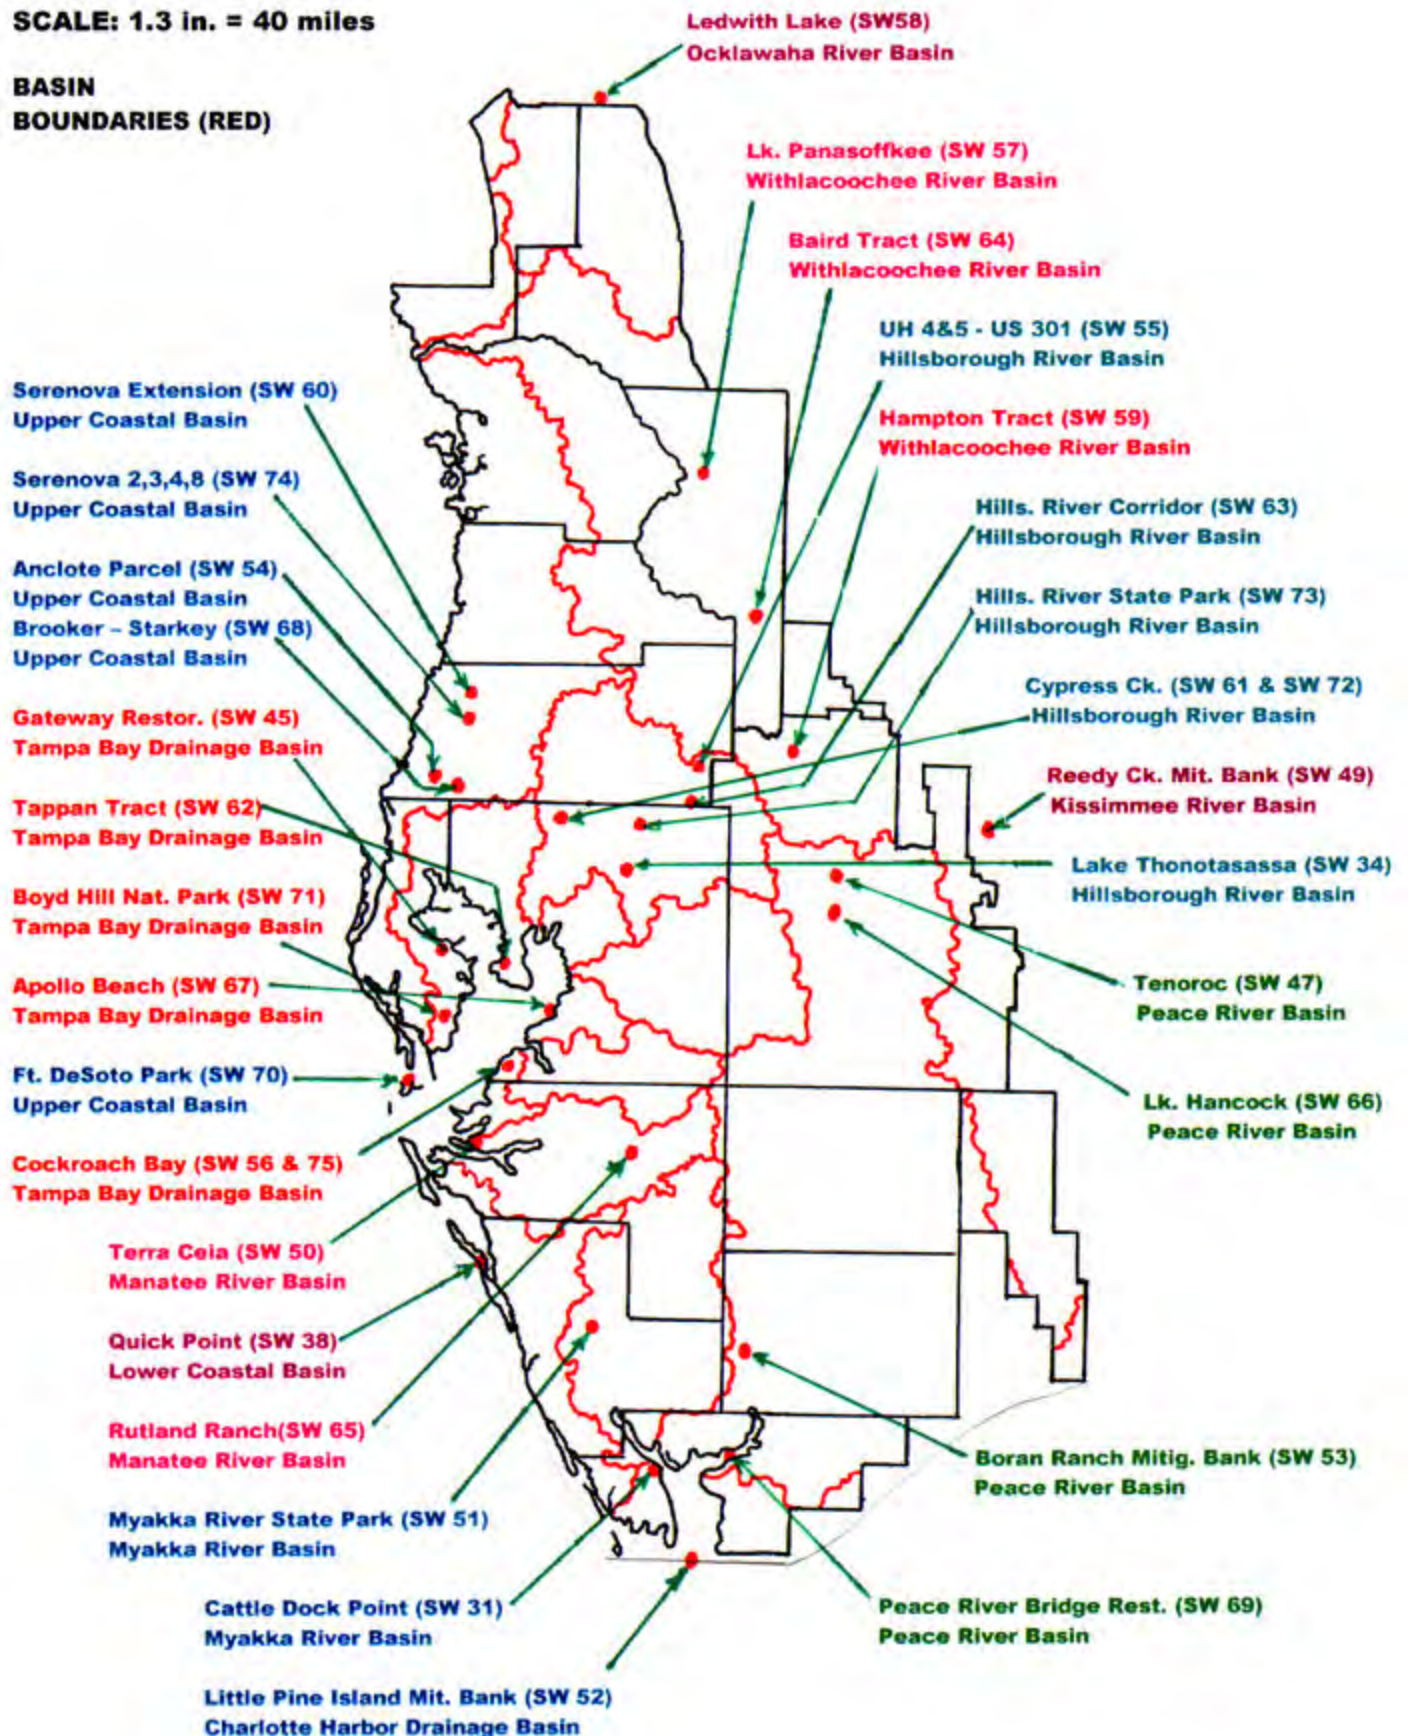 SCALE: 1.3 in. = 40 miles
BASIN
BOUNDARIES (RED)
Ledwith Lake (SW58)
Ocklawaha River Basin
Lk. Panasoffkee (SW 57)
Withlacoochee River Basin
Baird Tract (SW 64)
Withlacoochee River Basin
UH 4&5 - US 301 (SW 55)
Hillsborough River Basin
Hampton Tract (SW 59)
Withlacoochee River Basin
Hills. River Corridor (SW 63)
Hillsborough River Basin
Hills. River State Park (SW 73)
Hillsborough River Basin
Cypress Ck. (SW 61 & SW 72)
Hillsborough River Basin
Reedy Ck. Mit. Bank (SW 49)
Kissimmee River Basin
Lake Thonotasassa (SW 34)
Hillsborough River Basin
Tenoroc (SW 47)
Peace River Basin
Lk. Hancock (SW 66)
Peace River Basin
Boran Ranch Mitig. Bank (SW 53)
Peace River Basin
Peace River Bridge Rest. (SW 69)
Peace River Basin
Serenova Extension (SW 60)
Upper Coastal Basin
Serenova 2,3,4,8 (SW 74)
Upper Coastal Basin
Anclote Parcel (SW 54)
Upper Coastal Basin
Brooker – Starkey (SW 68)
Upper Coastal Basin
Gateway Restor. (SW 45)
Tampa Bay Drainage Basin
Tappan Tract (SW 62)
Tampa Bay Drainage Basin
Boyd Hill Nat. Park (SW 71)
Tampa Bay Drainage Basin
Apollo Beach (SW 67)
Tampa Bay Drainage Basin
Ft. DeSoto Park (SW 70)
Upper Coastal Basin
Cockroach Bay (SW 56 & 75)
Tampa Bay Drainage Basin
Terra Ceia (SW 50)
Manatee River Basin
Quick Point (SW 38)
Lower Coastal Basin
Rutland Ranch(SW 65)
Manatee River Basin
Myakka River State Park (SW 51)
Myakka River Basin
Cattle Dock Point (SW 31)
Myakka River Basin
Little Pine Island Mit. Bank (SW 52)
Charlotte Harbor Drainage Basin